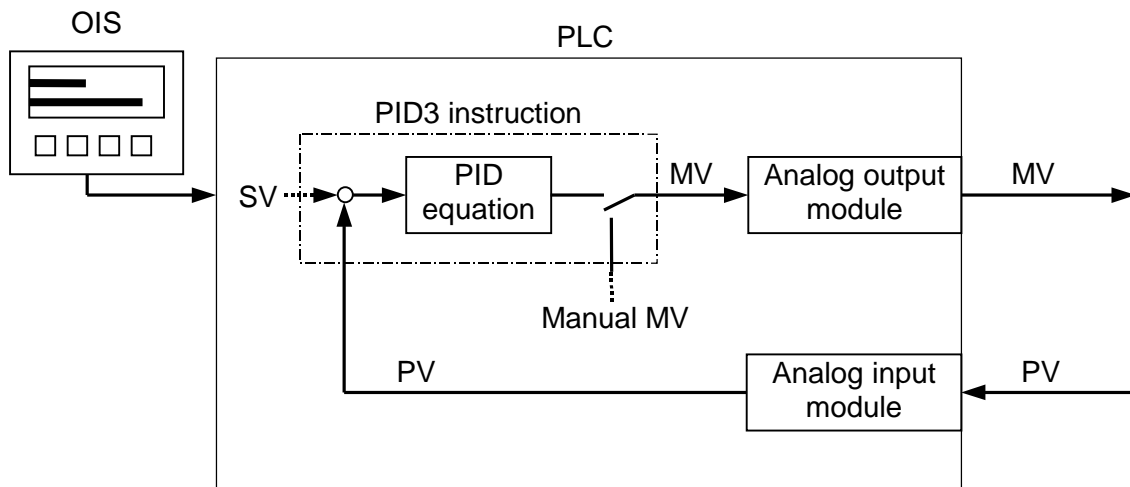 OIS
PLC
PID3 instruction
SV
PID
equation
MV
Analog output
module
MV
Manual MV
PV
Analog input
module
PV